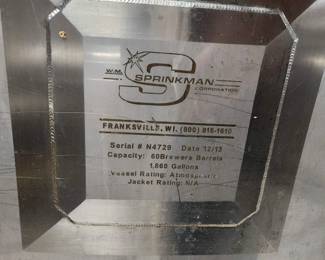 W.M.
S
SPRINKMAN
CORPORATION
FRANKSVILLE, WI. (800) 816-1610
Serial # N4729 Date 12/13
Capacity: 60Brewers Barrels
1,860 Gallons
Vessel Rating: Atmospheric
Jacket Rating: N/A